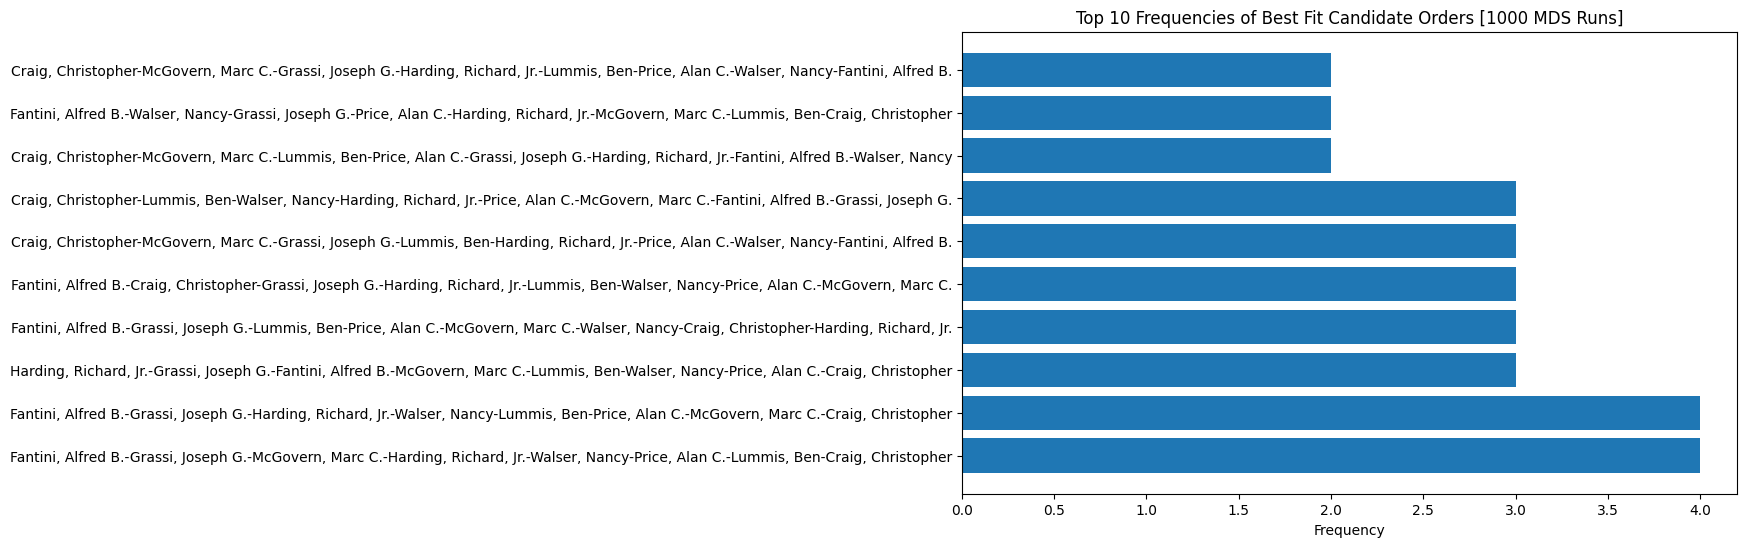 Top 10 Frequencies of Best Fit Candidate Orders [1000 MDS Runs]
Craig, Christopher-McGovern, Marc C.-Grassi, Joseph G.-Harding, Richard, Jr.-Lummis, Ben-Price, Alan C.-Walser, Nancy-Fantini, Alfred B.
Fantini, Alfred B.-Walser, Nancy-Grassi, Joseph G.-Price, Alan C.-Harding, Richard, Jr.-McGovern, Marc C.-Lummis, Ben-Craig, Christopher
Craig, Christopher-McGovern, Marc C.-Lummis, Ben-Price, Alan C.-Grassi, Joseph G.-Harding, Richard, Jr.-Fantini, Alfred B.-Walser, Nancy
Craig, Christopher-Lummis, Ben-Walser, Nancy-Harding, Richard, Jr.-Price, Alan C.-McGovern, Marc C.-Fantini, Alfred B.-Grassi, Joseph G.
Craig, Christopher-McGovern, Marc C.-Grassi, Joseph G.-Lummis, Ben-Harding, Richard, Jr.-Price, Alan C.-Walser, Nancy-Fantini, Alfred B.
Fantini, Alfred B.-Craig, Christopher-Grassi, Joseph G.-Harding, Richard, Jr.-Lummis, Ben-Walser, Nancy-Price, Alan C.-McGovern, Marc C.
Fantini, Alfred B.-Grassi, Joseph G.-Lummis, Ben-Price, Alan C.-McGovern, Marc C.-Walser, Nancy-Craig, Christopher-Harding, Richard, Jr.
Harding, Richard, Jr.-Grassi, Joseph G.-Fantini, Alfred B.-McGovern, Marc C.-Lummis, Ben-Walser, Nancy-Price, Alan C.-Craig, Christopher
Fantini, Alfred B.-Grassi, Joseph G.-Harding, Richard, Jr.-Walser, Nancy-Lummis, Ben-Price, Alan C.-McGovern, Marc C.-Craig, Christopher
Fantini, Alfred B.-Grassi, Joseph G.-McGovern, Marc C.-Harding, Richard, Jr.-Walser, Nancy-Price, Alan C.-Lummis, Ben-Craig, Christopher
0.0 0.5 1.0 1.5 2.0 2.5 3.0 3.5 4.0
Frequency